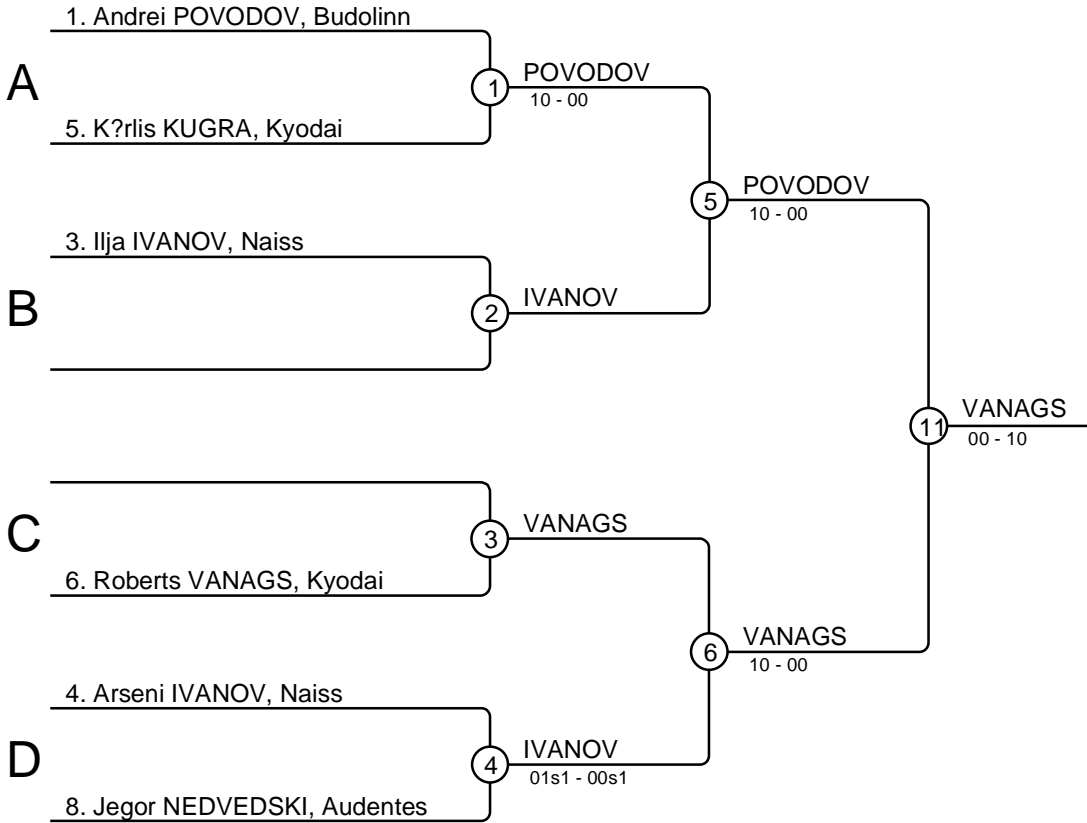 1. Andrei POVODOV, Budolinn
A
1
POVODOV
10 - 00
5. K?rlis KUGRA, Kyodai
5
POVODOV
10 - 00
3. Ilja IVANOV, Naiss
B
2
IVANOV
11
VANAGS
00 - 10
C
3
VANAGS
6. Roberts VANAGS, Kyodai
6
VANAGS
10 - 00
4. Arseni IVANOV, Naiss
D
4
IVANOV
01s1 - 00s1
8. Jegor NEDVEDSKI, Audentes